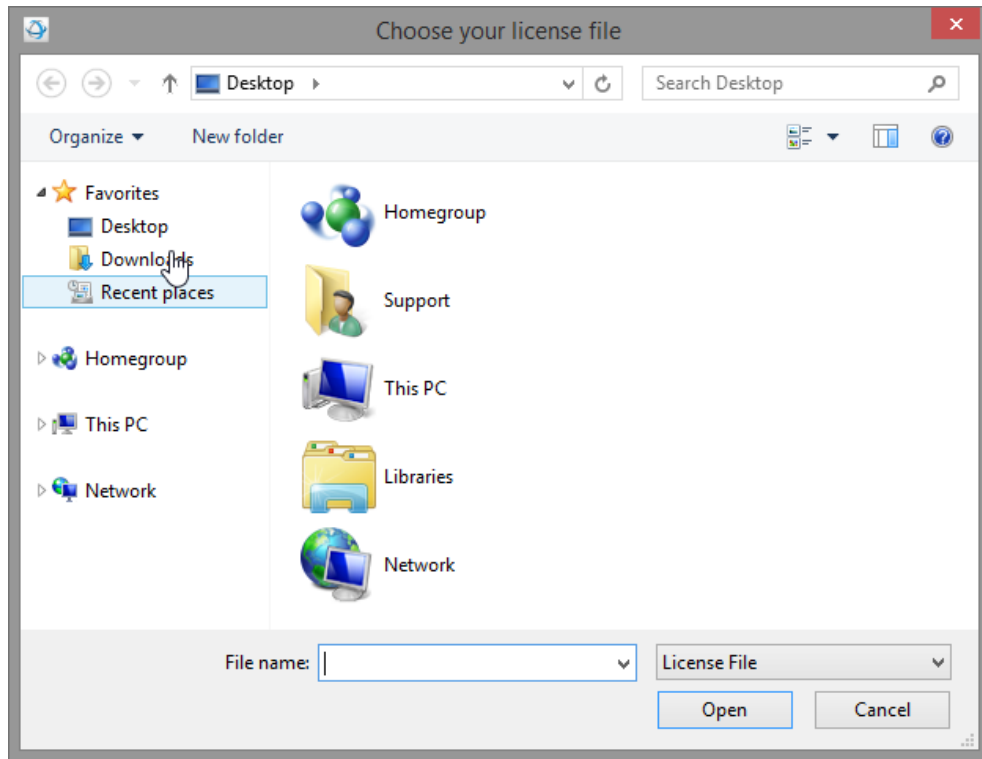 Choose your license file
Desktop
Search Desktop
Organize
New folder
Favorites
Desktop
Downloads
Recent places
Homegroup
This PC
Network
Homegroup
Support
This PC
Libraries
Network
File name:
License File
Open
Cancel